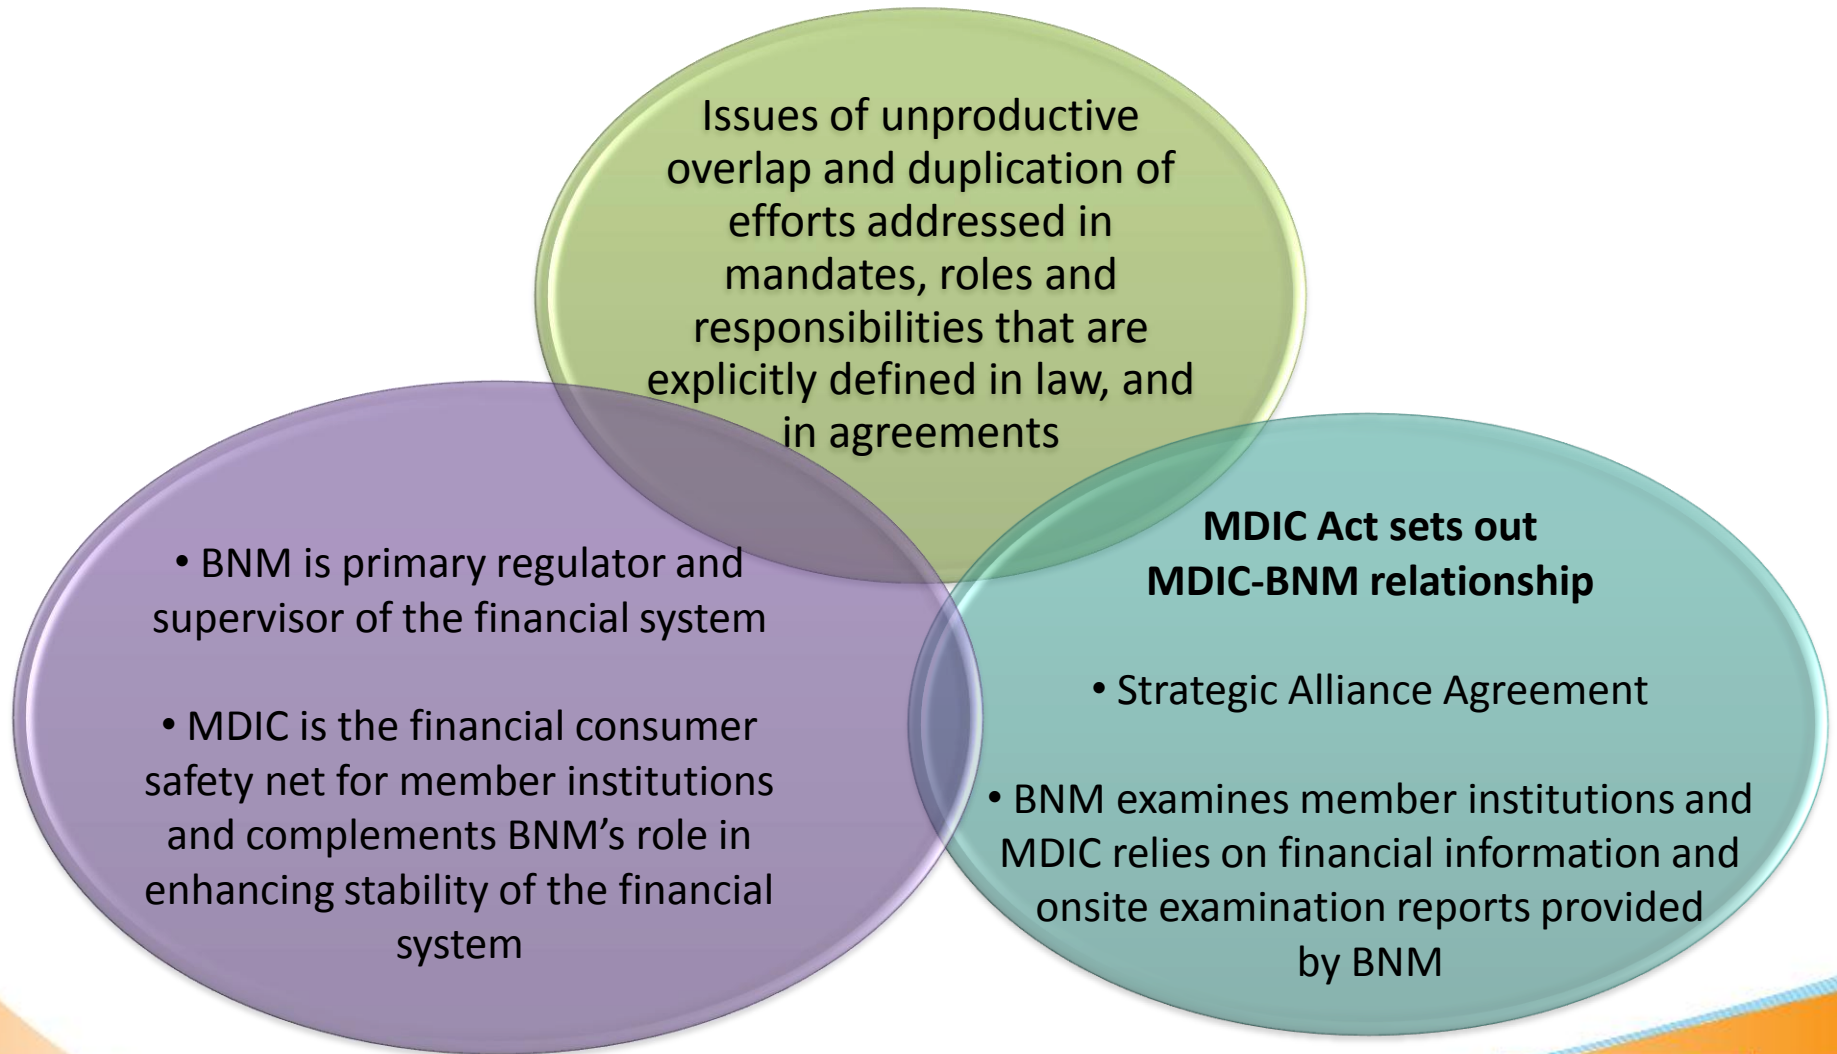 Issues of unproductive
overlap and duplication of
efforts addressed in
mandates, roles and
responsibilities that are
explicitly defined in law, and
in agreements
• BNM is primary regulator and
supervisor of the financial system
• MDIC is the financial consumer
safety net for member institutions
and complements BNM’s role in
enhancing stability of the financial
system
MDIC Act sets out
MDIC-BNM relationship
• Strategic Alliance Agreement
• BNM examines member institutions and
MDIC relies on financial information and
onsite examination reports provided
by BNM